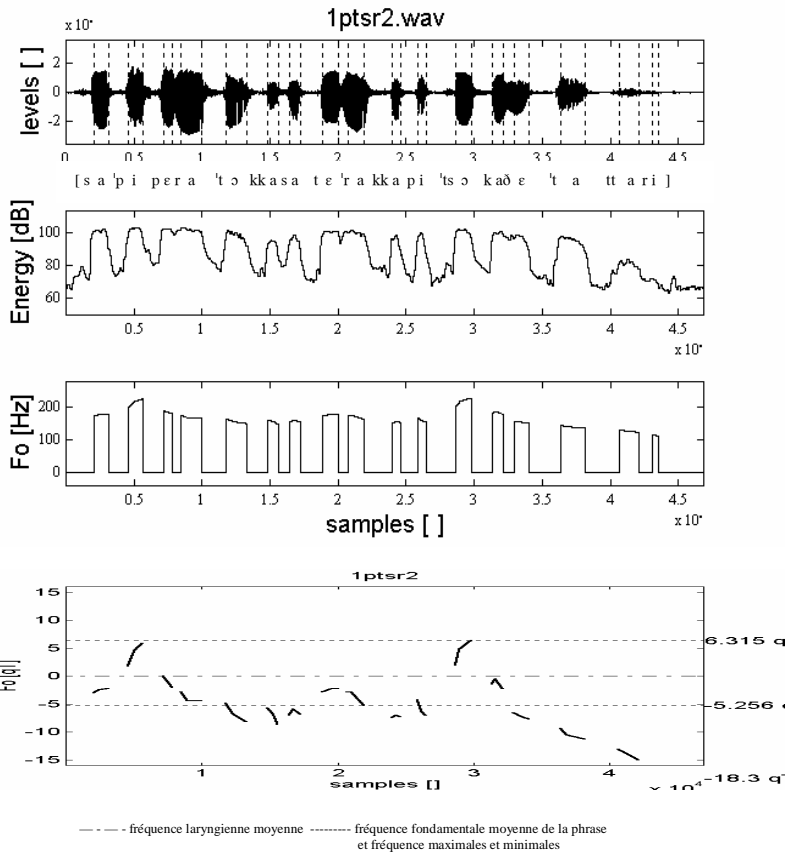 1ptsr2.wav
x 10⁴
levels [ ]
2
0
-2
0 0.5 1 1.5 2 2.5 3 3.5 4 4.5
[ s a ˈp i p ɛ r a ˈt ɔ kk a s a t ɛ ˈr a kk a p i ˈts ɔ k a ð ɛ ˈt a tt a r i ]
Energy [dB]
100
80
60
0.5 1 1.5 2 2.5 3 3.5 4 4.5
x 10⁴
Fo [Hz]
200
100
0
0.5 1 1.5 2 2.5 3 3.5 4 4.5
samples [ ]
x 10⁴
1ptsr2
Fo [q]
15
10
5
0
-5
-10
-15
6.315 q
-5.256 q
-18.3 q
1 2 3 4
samples []
x 10⁴
fréquence laryngienne moyenne fréquence fondamentale moyenne de la phrase
et fréquence maximales et minimales